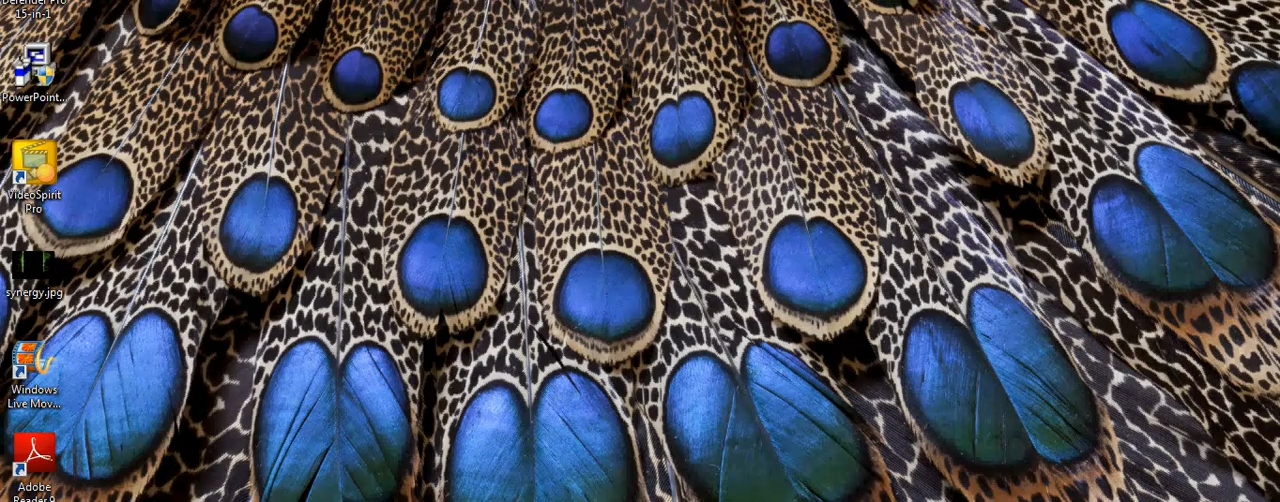 Defender Pro
15-in-1
PowerPoint...
VideoSpirit
Pro
synergy.jpg
Windows
Live Mov...
Adobe
Reader 9